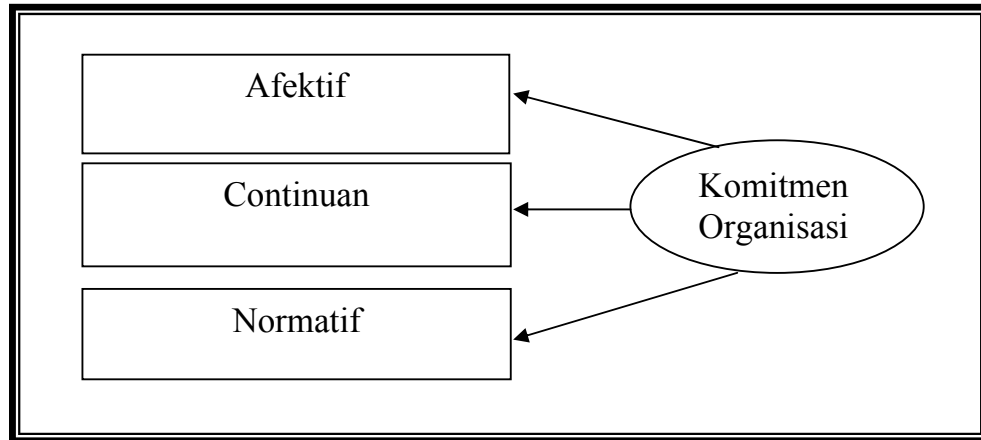 Afektif
Continuan
Normatif
Komitmen
Organisasi